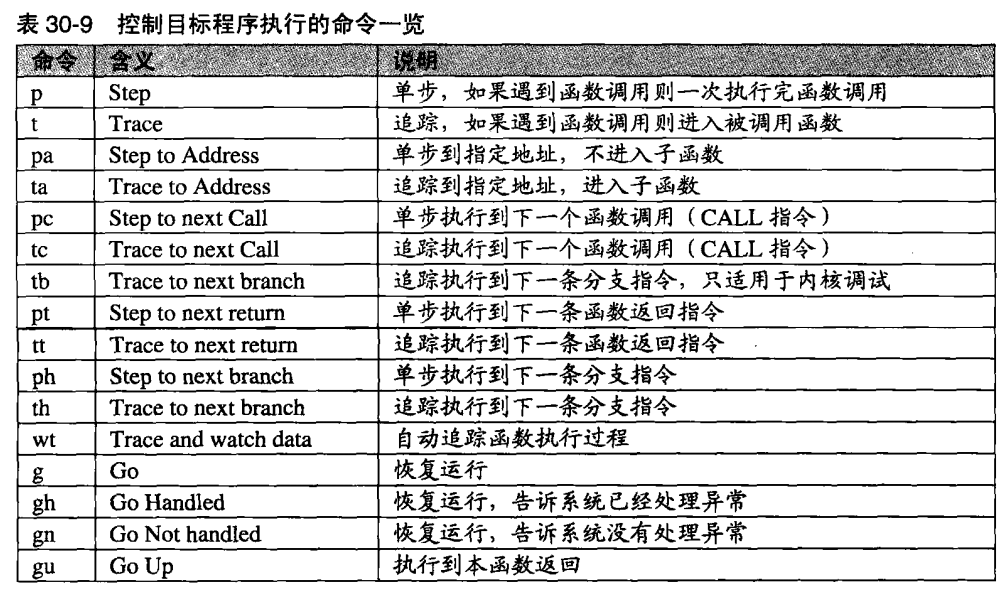 表 30-9 控制目标程序执行的命令一览
命令 含义 说明
p Step 单步，如果遇到函数调用则一次执行完函数调用
t Trace 追踪，如果遇到函数调用则进入被调用函数
pa Step to Address 单步到指定地址，不进入子函数
ta Trace to Address 追踪到指定地址，进入子函数
pc Step to next Call 单步执行到下一个函数调用（CALL 指令）
tc Trace to next Call 追踪执行到下一个函数调用（CALL 指令）
tb Trace to next branch 追踪执行到下一条分支指令，只适用于内核调试
pt Step to next return 单步执行到下一条函数返回指令
tt Trace to next return 追踪执行到下一条函数返回指令
ph Step to next branch 单步执行到下一条分支指令
th Trace to next branch 追踪执行到下一条分支指令
wt Trace and watch data 自动追踪函数执行过程
g Go 恢复运行
gh Go Handled 恢复运行，告诉系统已经处理异常
gn Go Not handled 恢复运行，告诉系统没有处理异常
gu Go Up 执行到本函数返回